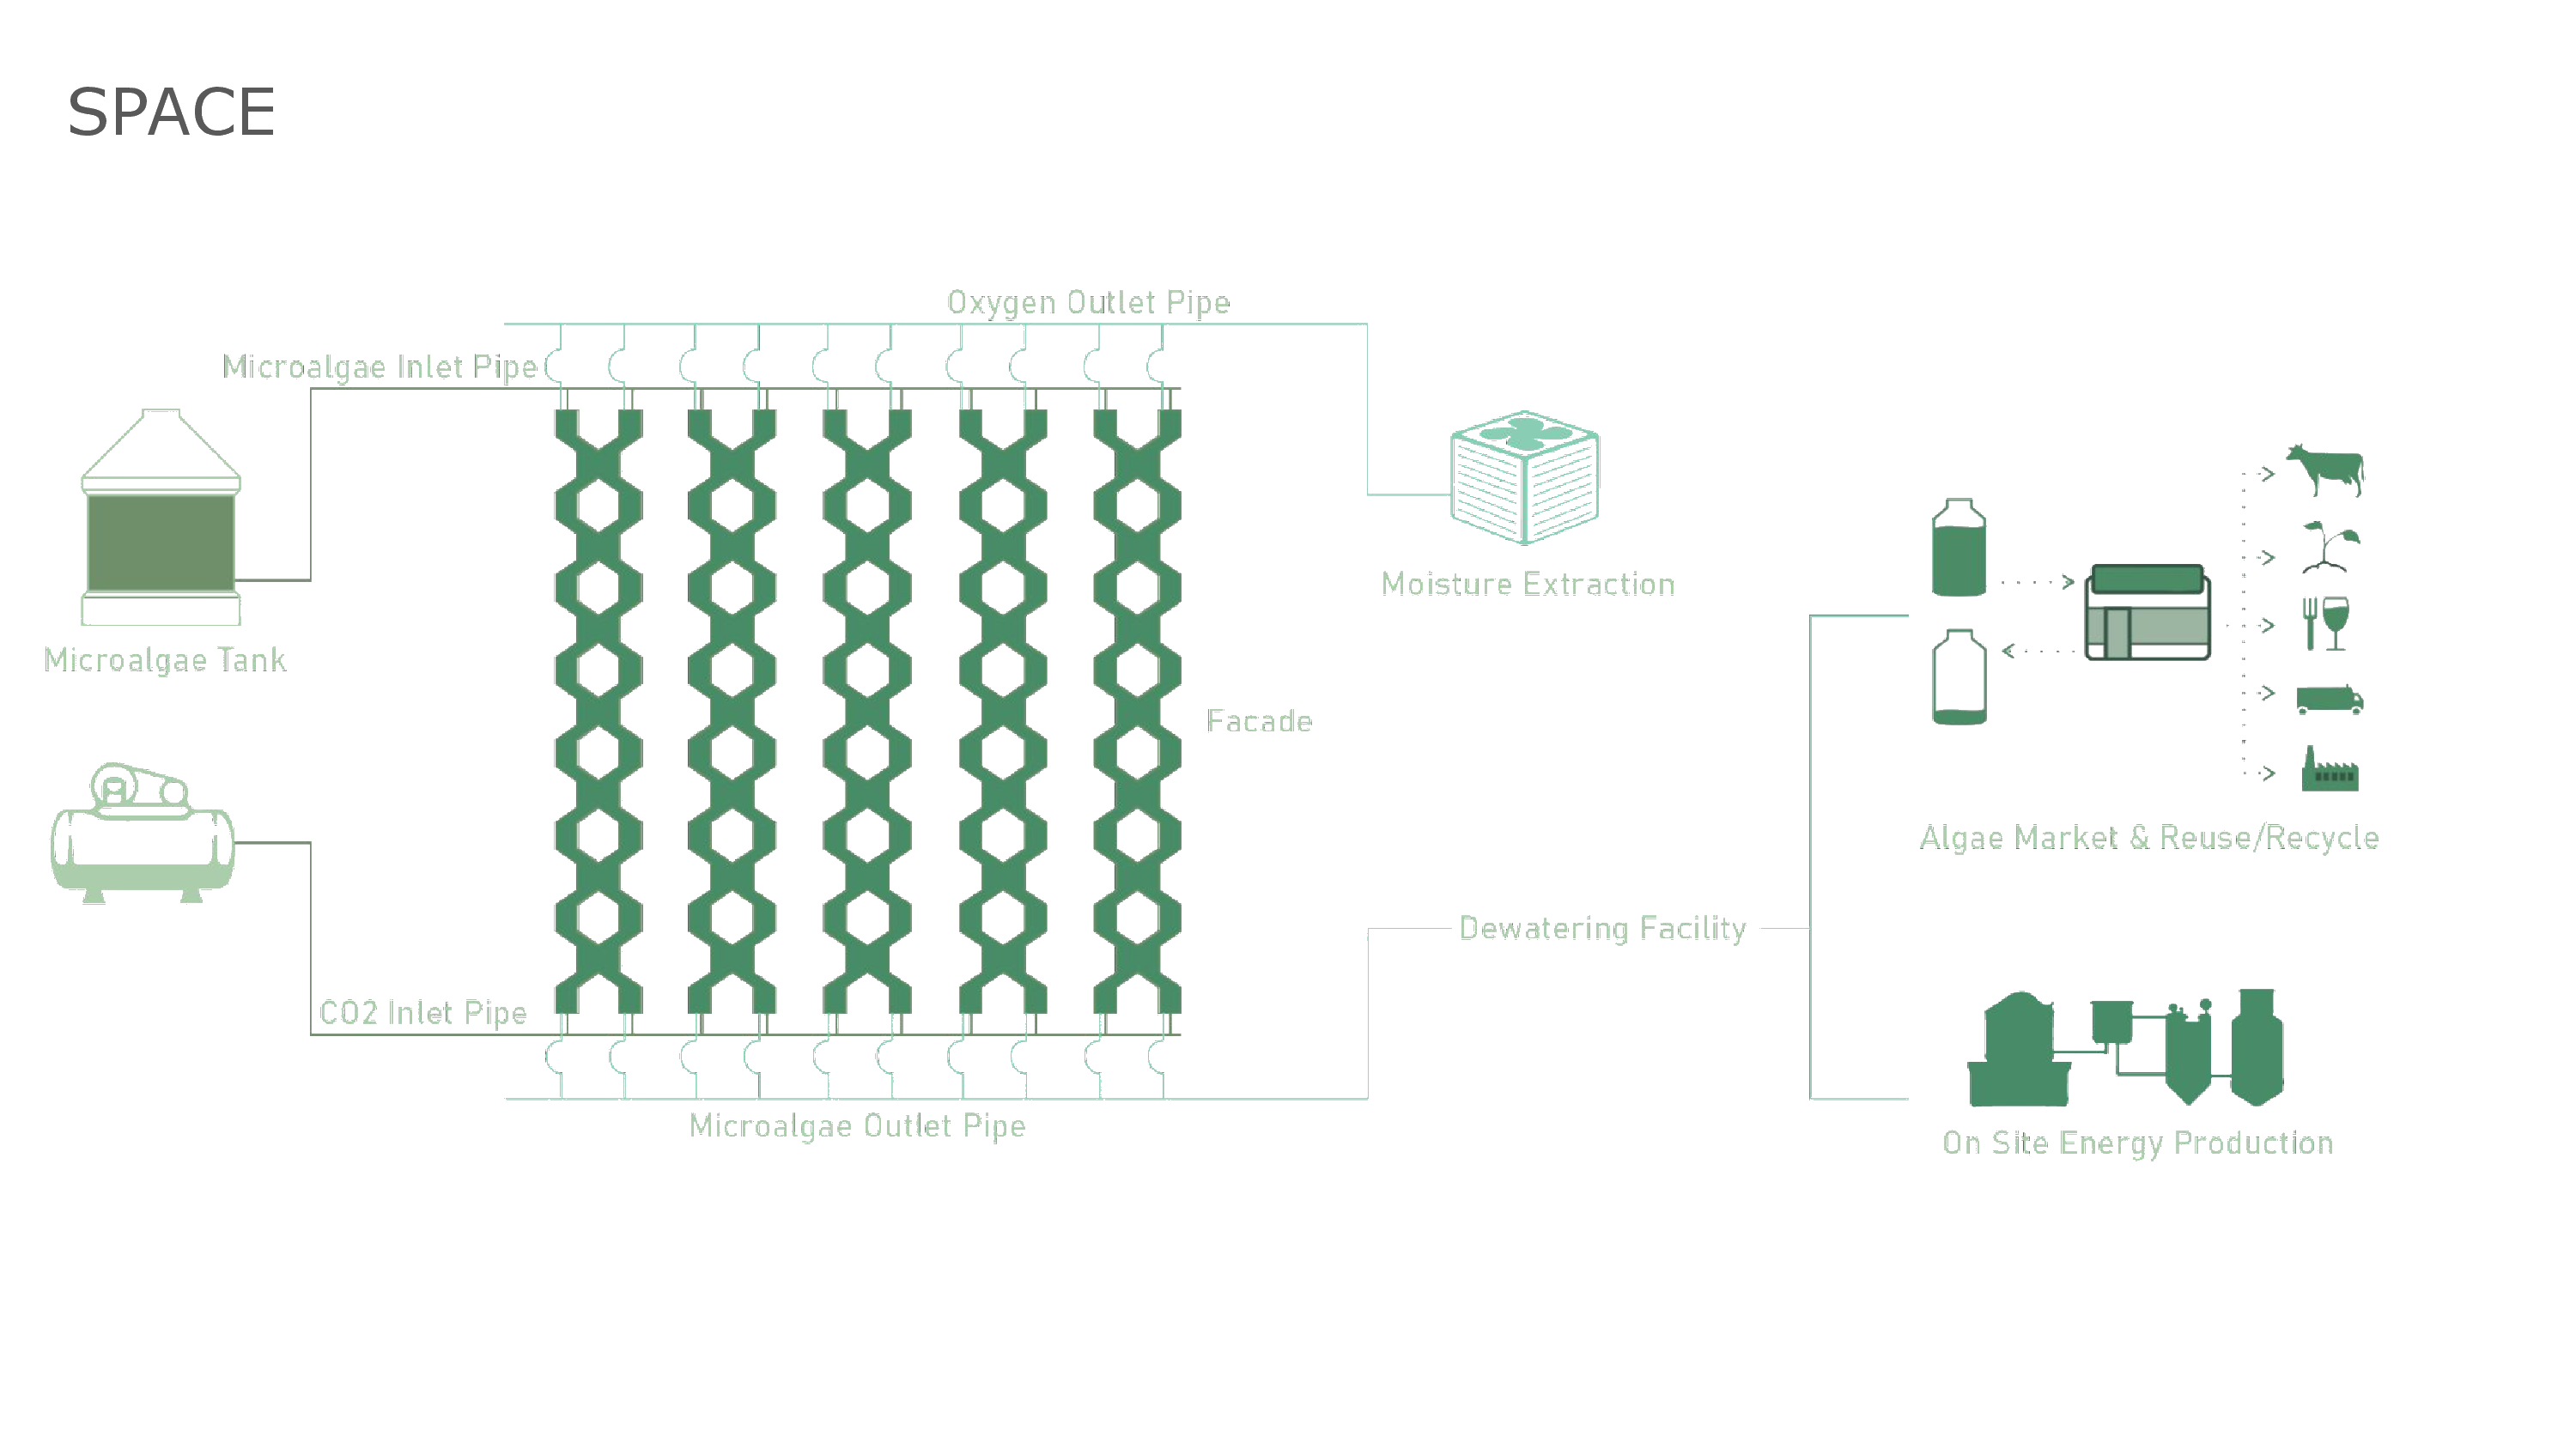 SPACE
Oxygen Outlet Pipe
Microalgae Inlet Pipe
Microalgae Tank
Moisture Extraction
Facade
Algae Market & Reuse/Recycle
Dewatering Facility
CO2 Inlet Pipe
Microalgae Outlet Pipe
On Site Energy Production